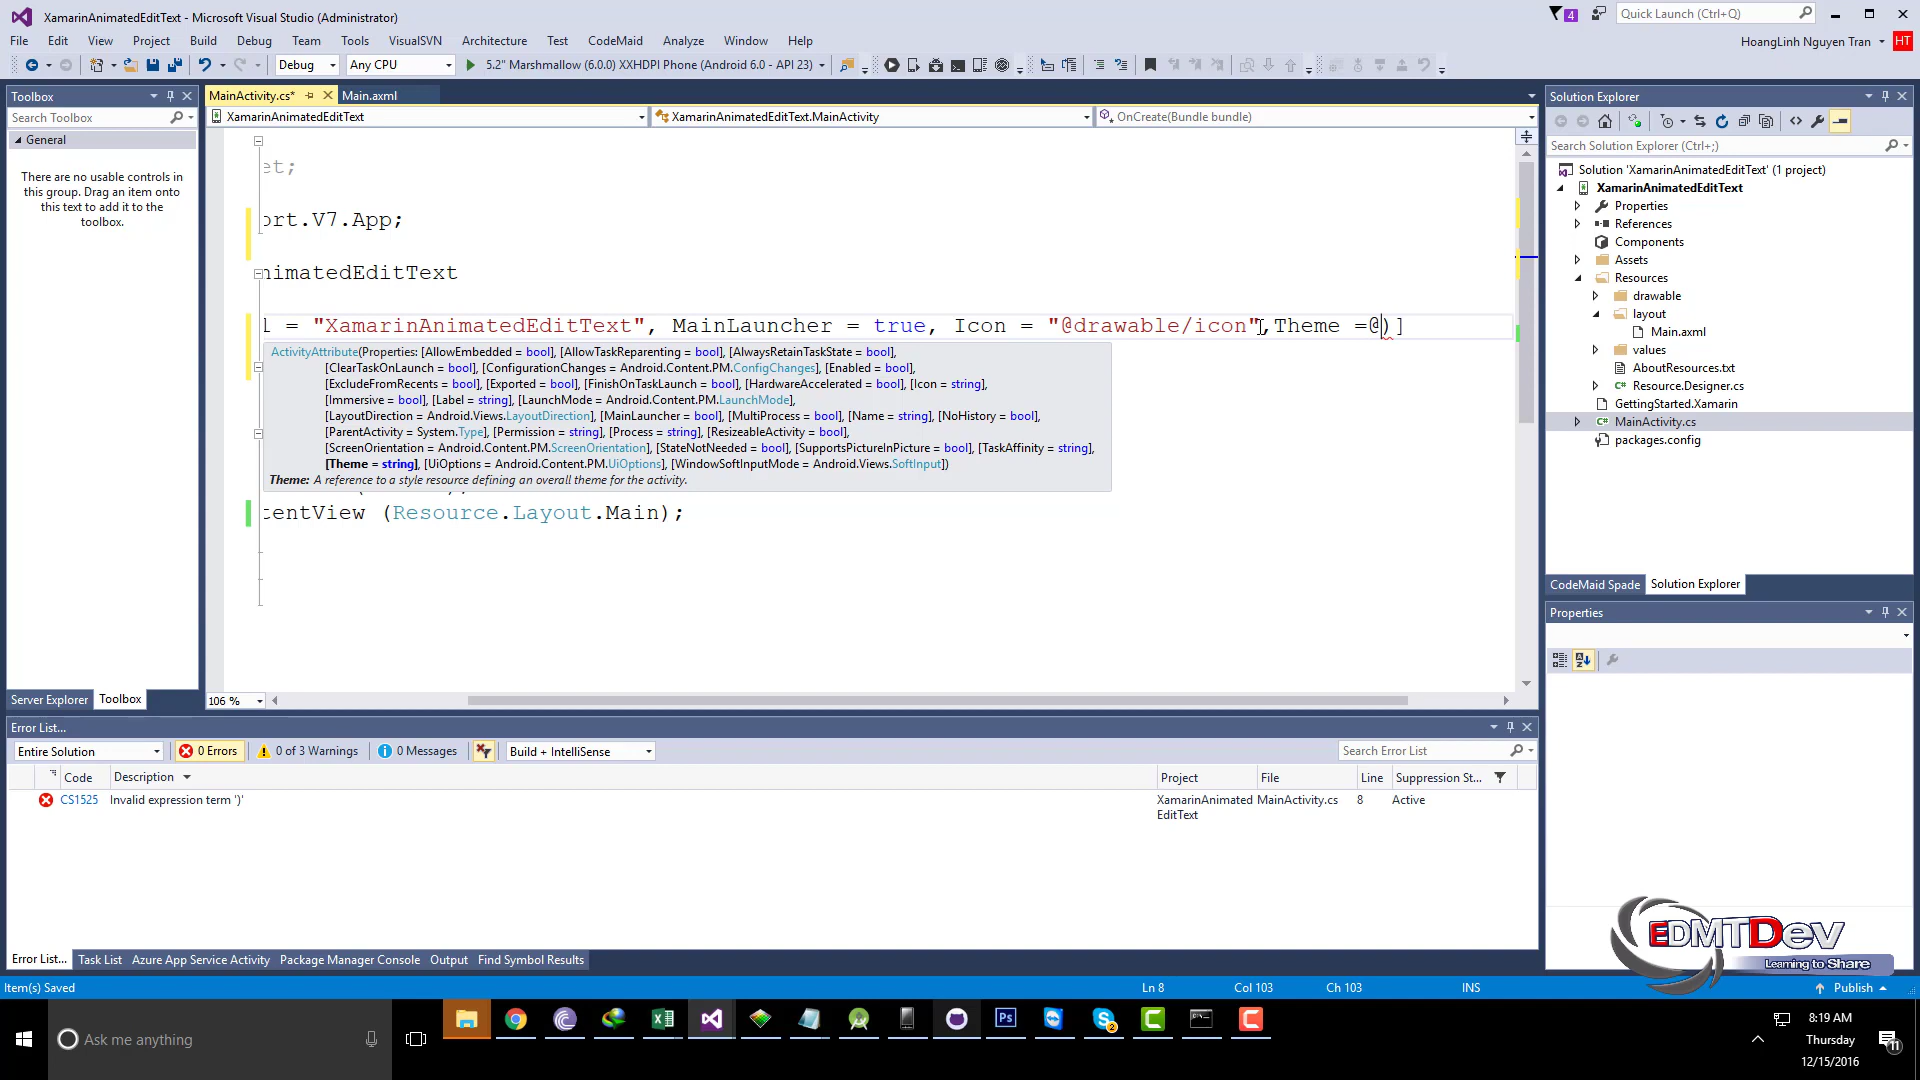 XamarinAnimatedEditText - Microsoft Visual Studio (Administrator)
4
Quick Launch (Ctrl+Q)
File Edit View Project Build Debug Team Tools VisualSVN Architecture Test CodeMaid Analyze Window Help
HoangLinh Nguyen Tran HT
Debug Any CPU 5.2" Marshmallow (6.0.0) XXHDPI Phone (Android 6.0 - API 23)
Toolbox
MainActivity.cs* Main.axml
Solution Explorer
Search Toolbox
XamarinAnimatedEditText
XamarinAnimatedEditText.MainActivity
OnCreate(Bundle bundle)
General
There are no usable controls in
this group. Drag an item onto
this text to add it to the
toolbox.
et;
ort.V7.App;
nimatedEditText
l = "XamarinAnimatedEditText", MainLauncher = true, Icon = "@drawable/icon",Theme =@)]
ActivityAttribute(Properties: [AllowEmbedded = bool], [AllowTaskReparenting = bool], [AlwaysRetainTaskState = bool],
[ClearTaskOnLaunch = bool], [ConfigurationChanges = Android.Content.PM.ConfigChanges], [Enabled = bool],
[ExcludeFromRecents = bool], [Exported = bool], [FinishOnTaskLaunch = bool], [HardwareAccelerated = bool], [Icon = string],
[Immersive = bool], [Label = string], [LaunchMode = Android.Content.PM.LaunchMode],
[LayoutDirection = Android.Views.LayoutDirection], [MainLauncher = bool], [MultiProcess = bool], [Name = string], [NoHistory = bool],
[ParentActivity = System.Type], [Permission = string], [Process = string], [ResizeableActivity = bool],
[ScreenOrientation = Android.Content.PM.ScreenOrientation], [StateNotNeeded = bool], [SupportsPictureInPicture = bool], [TaskAffinity = string],
[Theme = string], [UiOptions = Android.Content.PM.UiOptions], [WindowSoftInputMode = Android.Views.SoftInput])
Theme: A reference to a style resource defining an overall theme for the activity.
tentView (Resource.Layout.Main);
106 %
Server Explorer Toolbox
Search Solution Explorer (Ctrl+;)
Solution 'XamarinAnimatedEditText' (1 project)
XamarinAnimatedEditText
Properties
References
Components
Assets
Resources
drawable
layout
Main.axml
values
AboutResources.txt
Resource.Designer.cs
GettingStarted.Xamarin
MainActivity.cs
packages.config
CodeMaid Spade Solution Explorer
Properties
Error List...
Entire Solution 0 Errors 0 of 3 Warnings 0 Messages Build + IntelliSense Search Error List
Code Description Project File Line Suppression St...
CS1525 Invalid expression term ')' XamarinAnimated MainActivity.cs 8 Active
EditText
Error List... Task List Azure App Service Activity Package Manager Console Output Find Symbol Results
EDMTDev
Learning to Share
Item(s) Saved Ln 8 Col 103 Ch 103 INS Publish
Ask me anything
Ps
2
8:19 AM
Thursday
12/15/2016
11